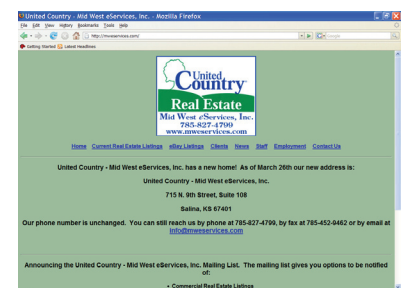 United Country - Mid West eServices, Inc. - Mozilla Firefox
File Edit View History Bookmarks Tools Help
http://mweservices.com/
Google
Getting Started Latest Headlines
United
Country
Real Estate
Mid West eServices, Inc.
785-827-4799
www.mweservices.com
Home Current Real Estate Listings eBay Listings Clients News Staff Employment Contact Us
United Country - Mid West eServices, Inc. has a new home! As of March 26th our new address is:
United Country - Mid West eServices, Inc.
715 N. 9th Street, Suite 108
Salina, KS 67401
Our phone number is unchanged. You can still reach us by phone at 785-827-4799, by fax at 785-452-9462 or by email at
info@mweservices.com
Announcing the United Country - Mid West eServices, Inc. Mailing List. The mailing list gives you options to be notified
of:
• Commercial Real Estate Listings